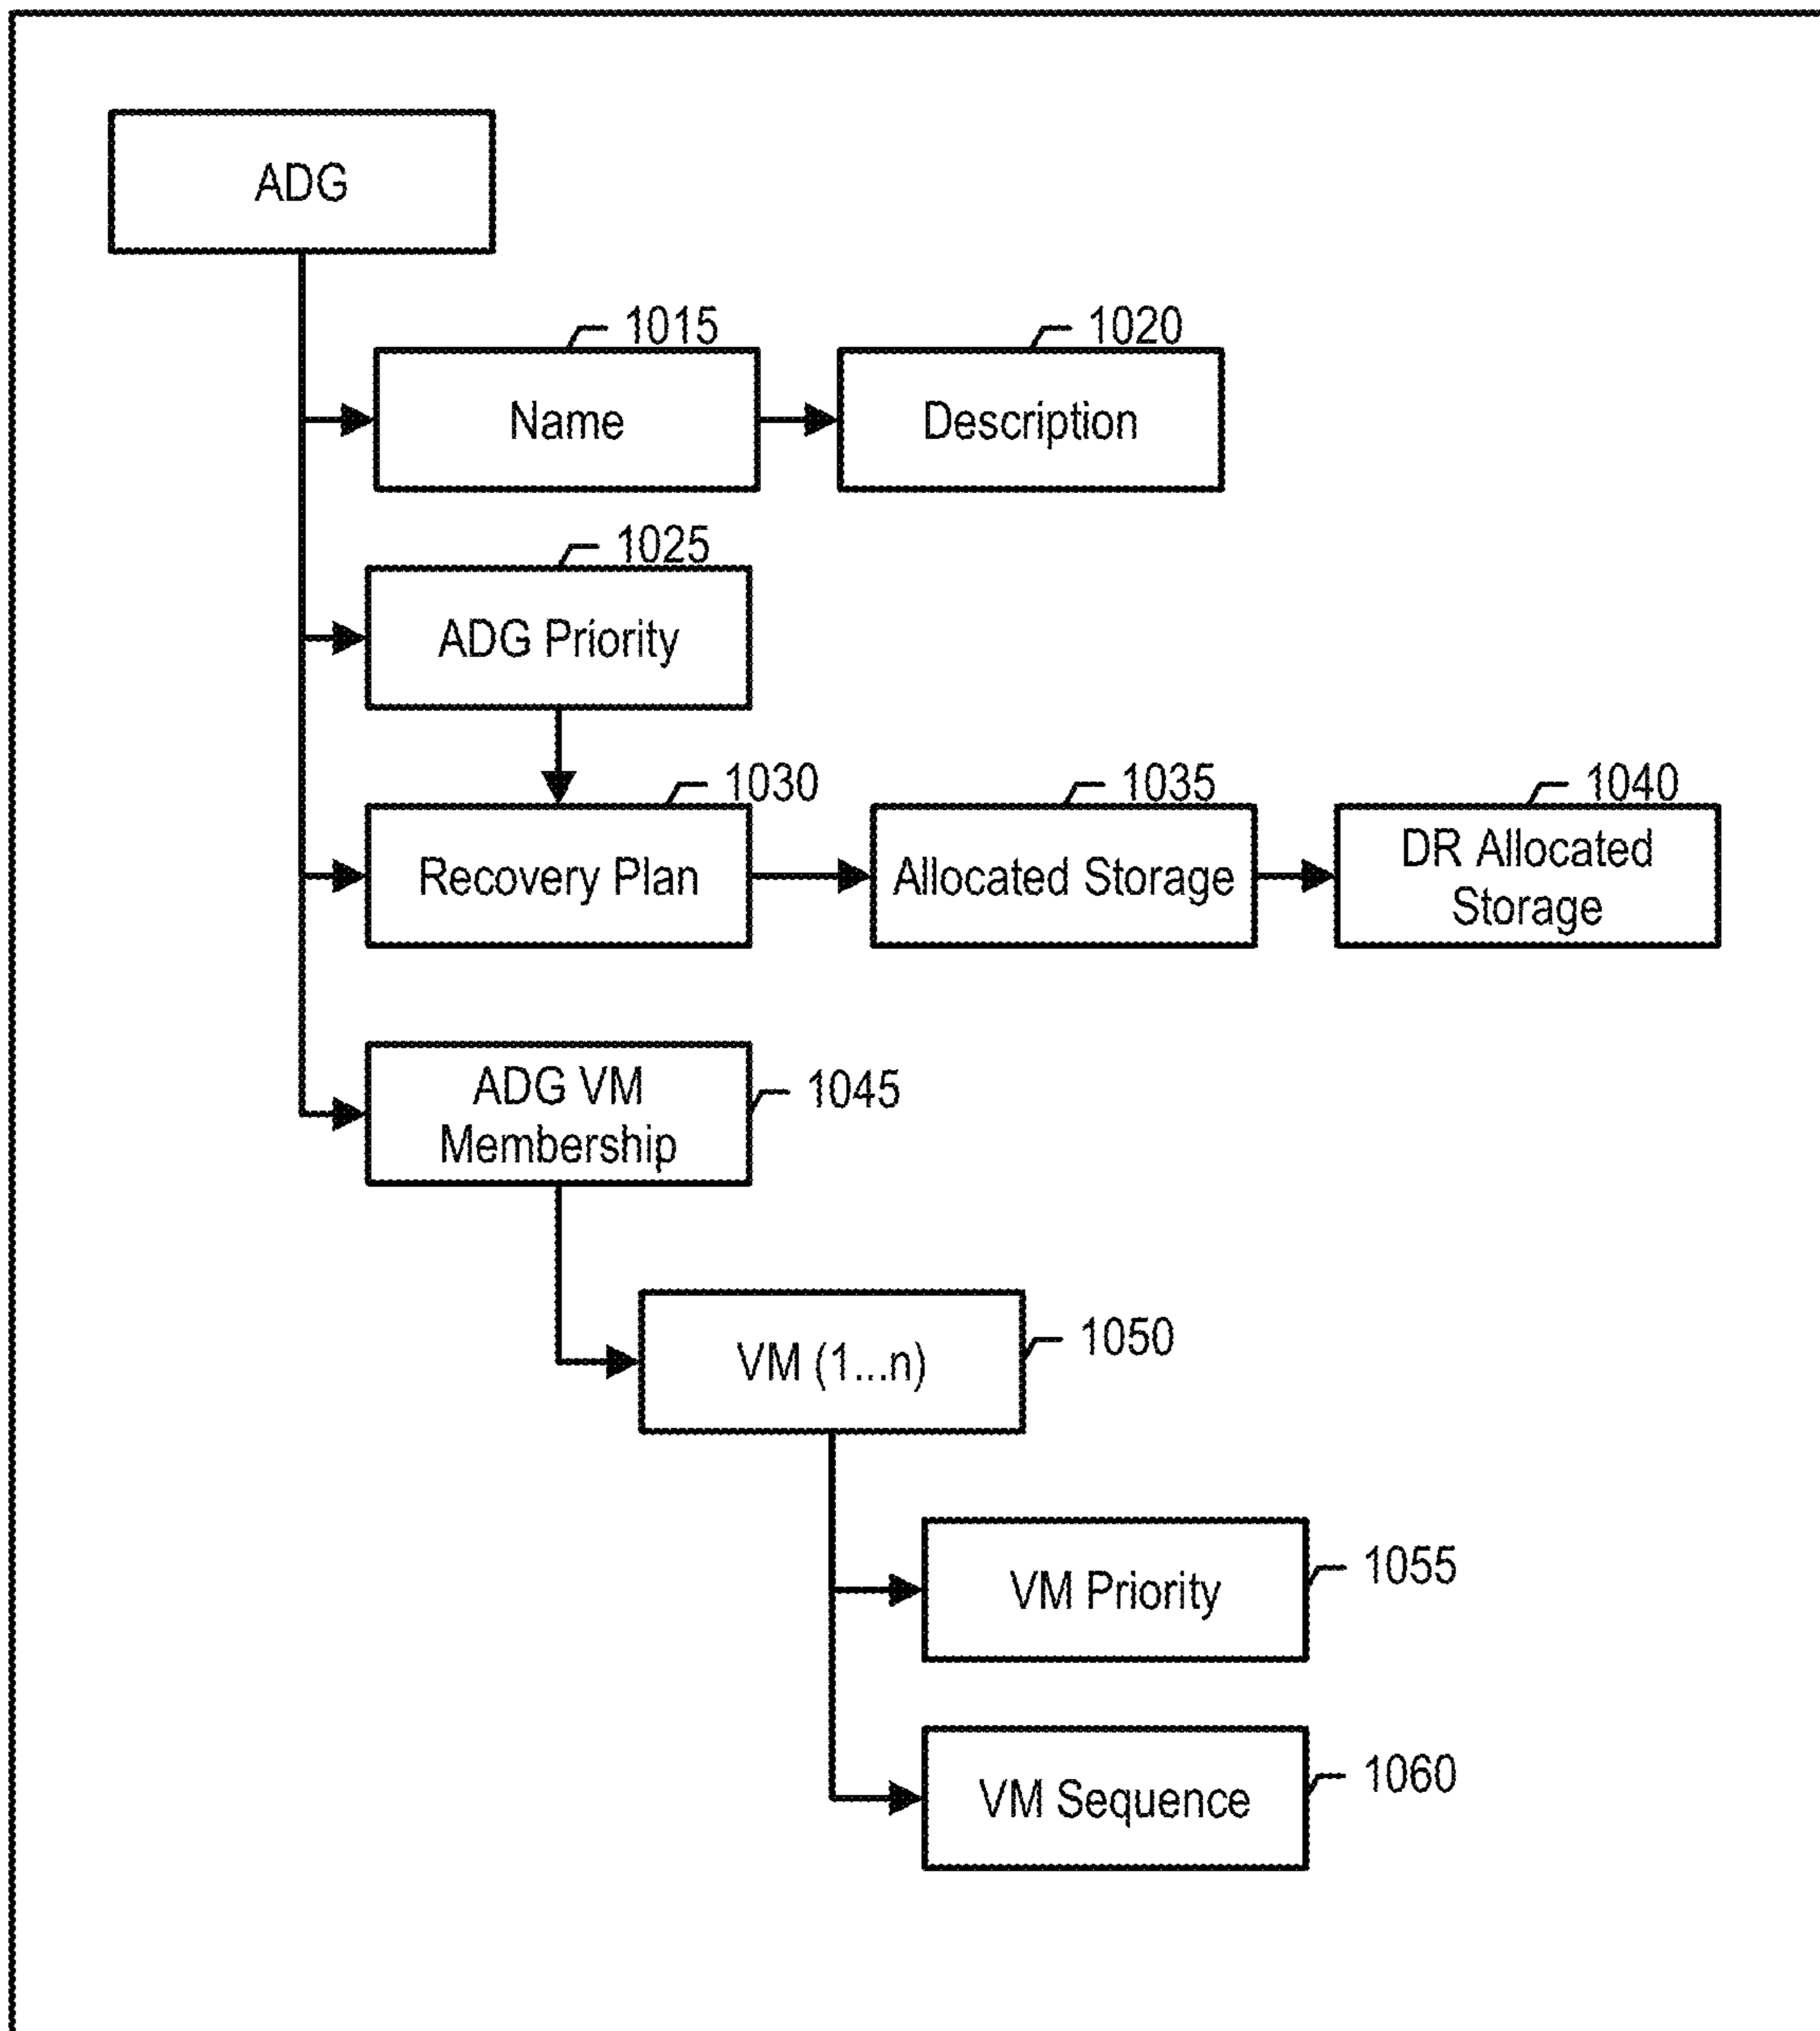 ADG
1015
1020
Name
Description
1025
ADG Priority
1030
1035
1040
Recovery Plan
Allocated Storage
DR Allocated
Storage
ADG VM
Membership
1045
VM (1...n)
1050
VM Priority
1055
VM Sequence
1060